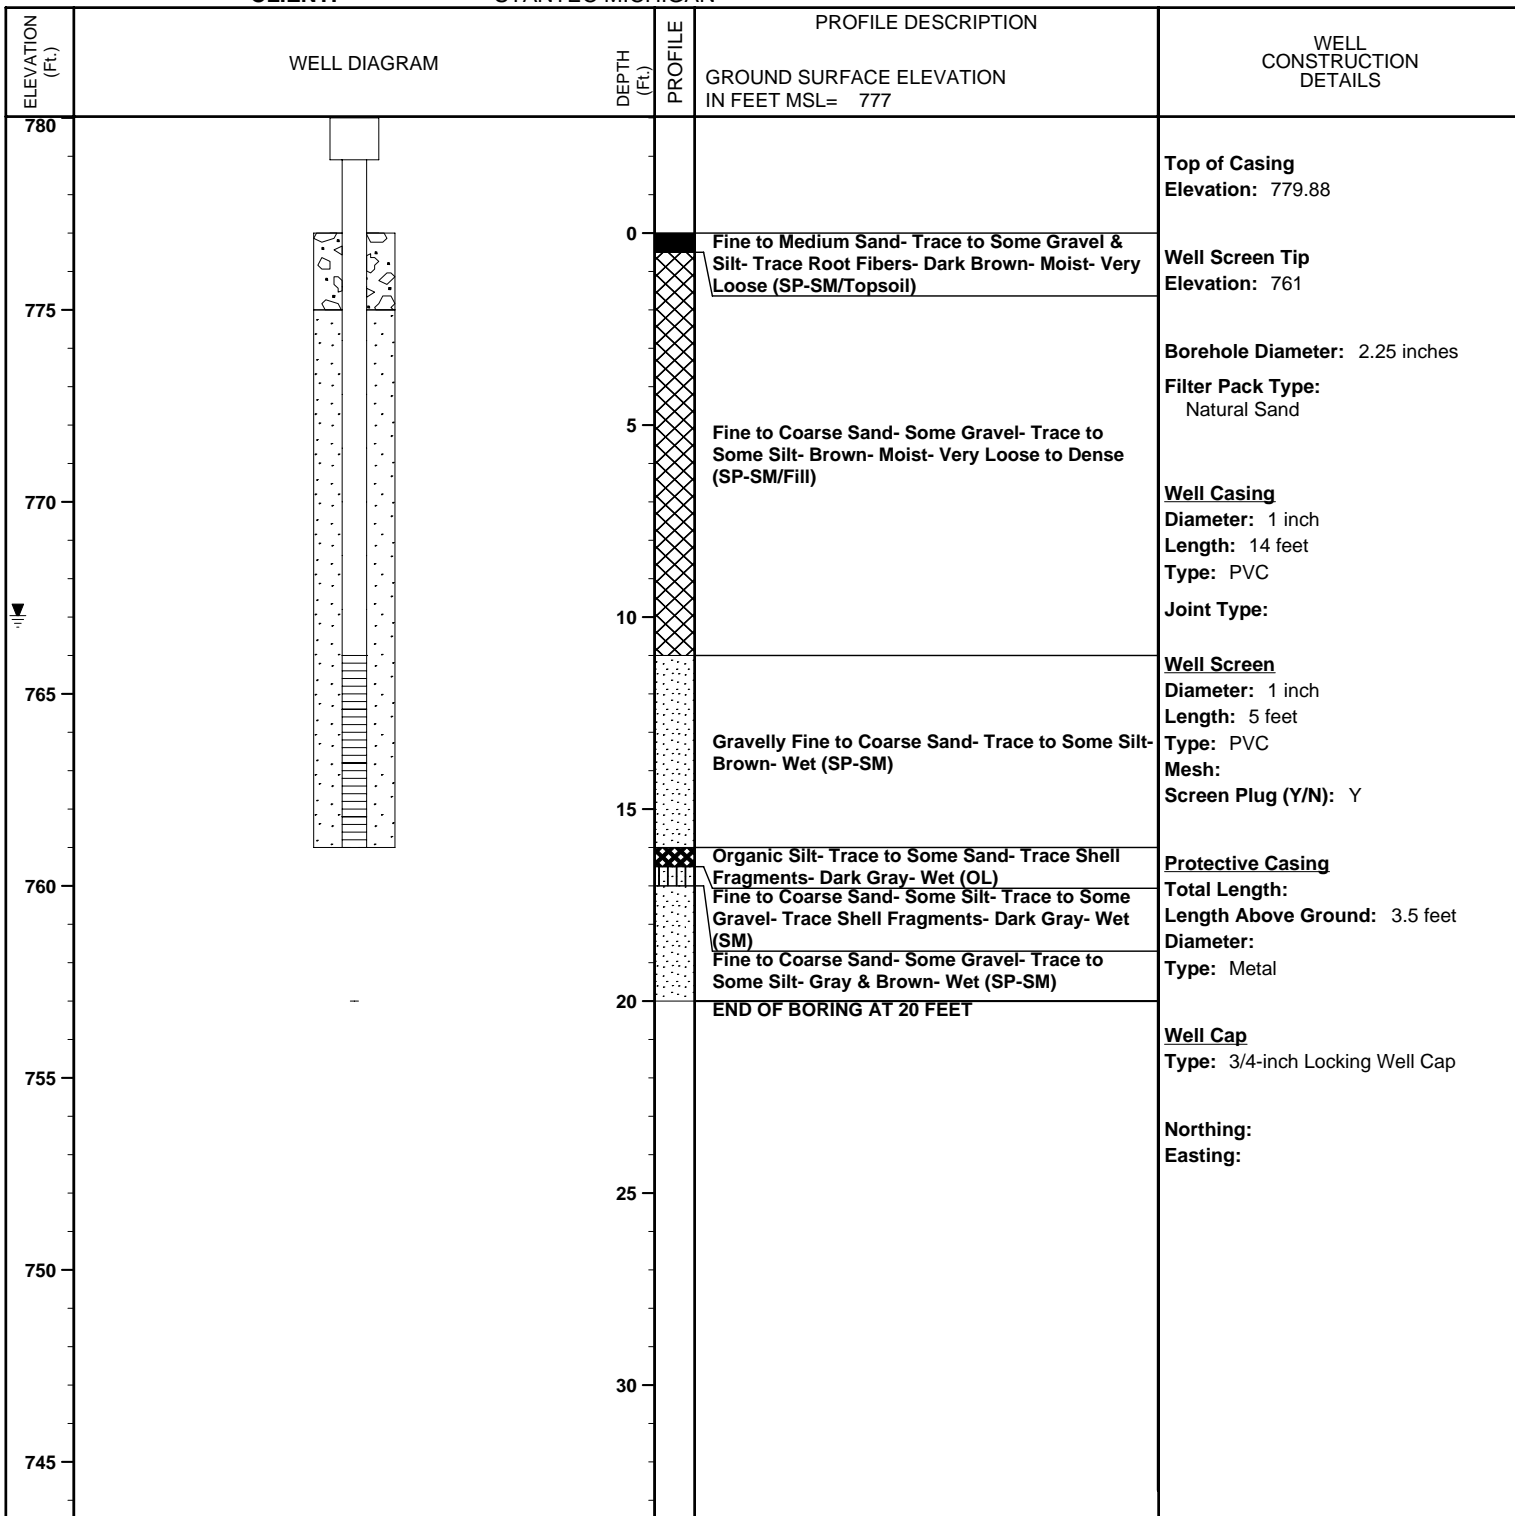 ELEVATION
(Ft.)
WELL DIAGRAM
DEPTH
(Ft.)
PROFILE
PROFILE DESCRIPTION
GROUND SURFACE ELEVATION
IN FEET MSL= 777
WELL
CONSTRUCTION
DETAILS
780
775
770
765
760
755
750
745
0
5
10
15
20
25
30
Fine to Medium Sand- Trace to Some Gravel &
Silt- Trace Root Fibers- Dark Brown- Moist- Very
Loose (SP-SM/Topsoil)
Fine to Coarse Sand- Some Gravel- Trace to
Some Silt- Brown- Moist- Very Loose to Dense
(SP-SM/Fill)
Gravelly Fine to Coarse Sand- Trace to Some Silt-
Brown- Wet (SP-SM)
Organic Silt- Trace to Some Sand- Trace Shell
Fragments- Dark Gray- Wet (OL)
Fine to Coarse Sand- Some Silt- Trace to Some
Gravel- Trace Shell Fragments- Dark Gray- Wet
(SM)
Fine to Coarse Sand- Some Gravel- Trace to
Some Silt- Gray & Brown- Wet (SP-SM)
END OF BORING AT 20 FEET
Top of Casing
Elevation: 779.88
Well Screen Tip
Elevation: 761
Borehole Diameter: 2.25 inches
Filter Pack Type:
Natural Sand
Well Casing
Diameter: 1 inch
Length: 14 feet
Type: PVC
Joint Type:
Well Screen
Diameter: 1 inch
Length: 5 feet
Type: PVC
Mesh:
Screen Plug (Y/N): Y
Protective Casing
Total Length:
Length Above Ground: 3.5 feet
Diameter:
Type: Metal
Well Cap
Type: 3/4-inch Locking Well Cap
Northing:
Easting: